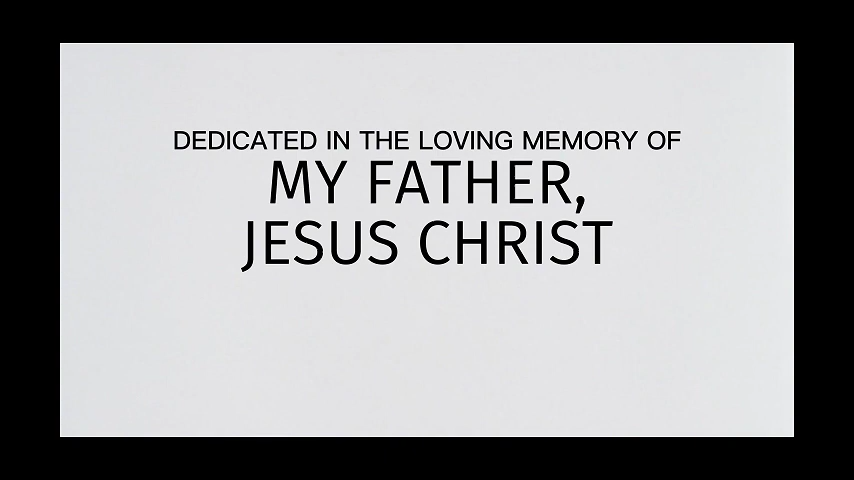 DEDICATED IN THE LOVING MEMORY OF
MY FATHER,
JESUS CHRIST